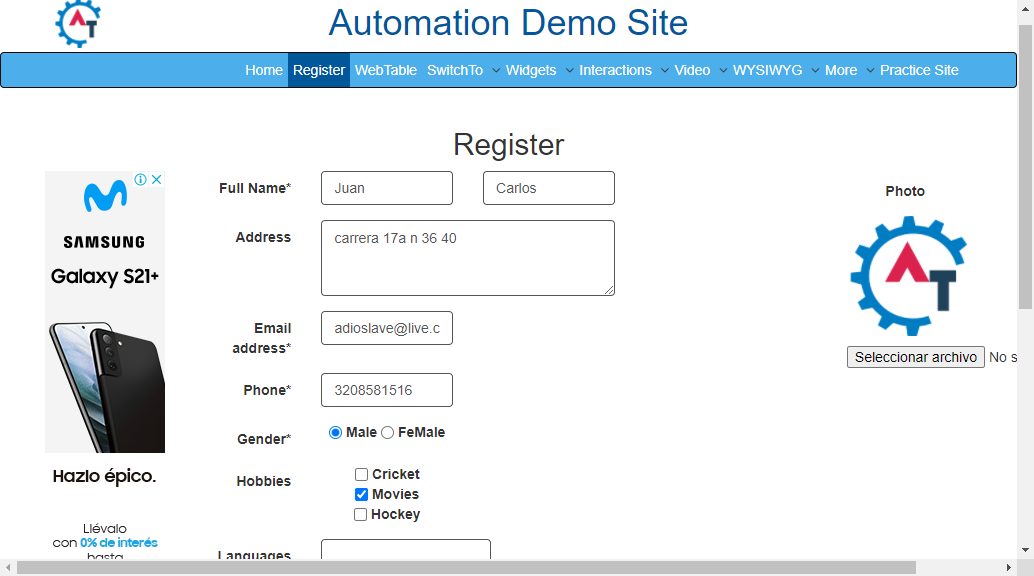 Automation Demo Site
Home Register WebTable SwitchTo Widgets Interactions Video WYSIWYG More Practice Site
Register
SAMSUNG
Galaxy S21+
Hazlo épico.
Llévalo
con 0% de interés
hasta
Full Name* Juan Carlos
Address carrera 17a n 36 40
Email address* adioslave@live.c
Phone* 3208581516
Gender* Male FeMale
Hobbies Cricket
Movies
Hockey
Languages
Photo
AT
Seleccionar archivo No s